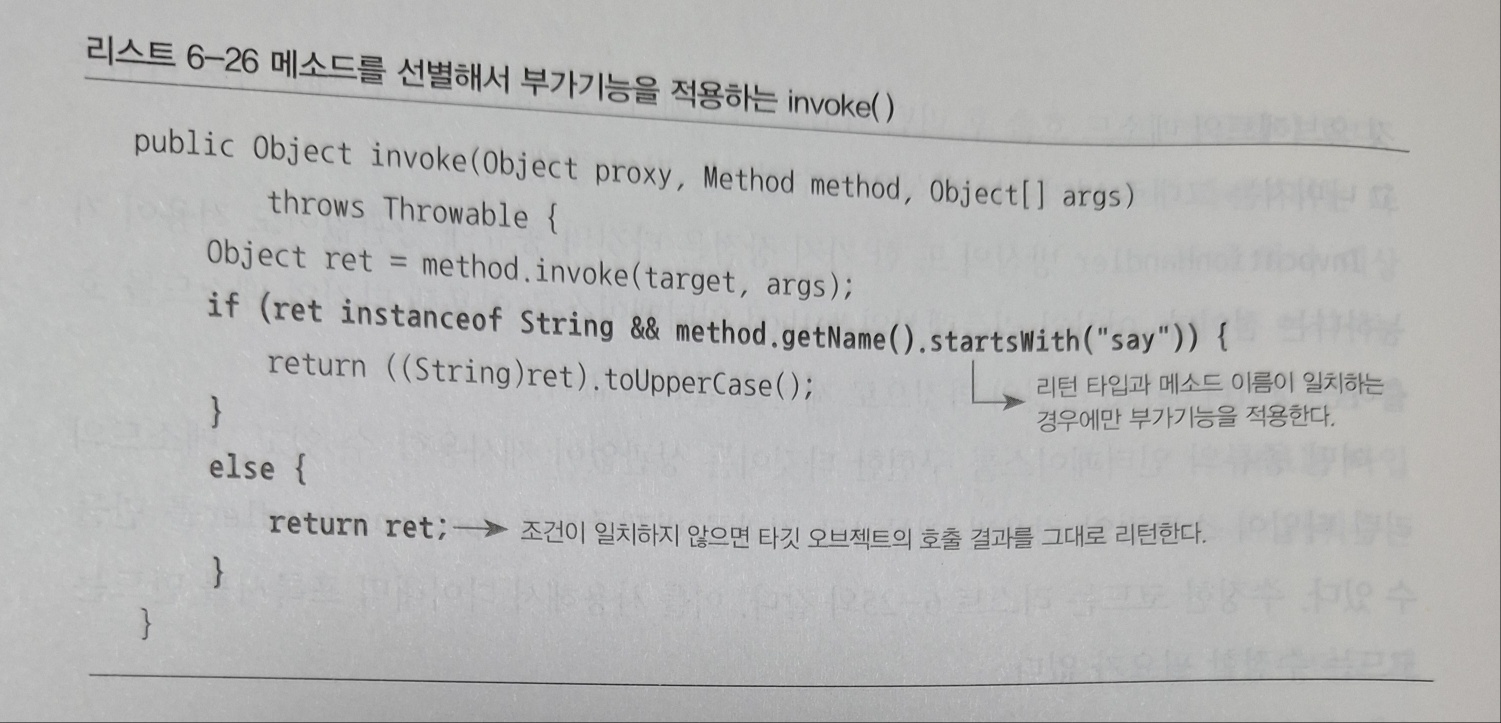 리스트 6-26 메소드를 선별해서 부가기능을 적용하는 invoke()
public Object invoke(Object proxy, Method method, Object[] args)
throws Throwable {
Object ret = method.invoke(target, args);
if (ret instanceof String && method.getName().startsWith("say")) {
return ((String)ret).toUpperCase();
리턴 타입과 메소드 이름이 일치하는
경우에만 부가기능을 적용한다.
}
else {
return ret; 조건이 일치하지 않으면 타깃 오브젝트의 호출 결과를 그대로 리턴한다.
}
}